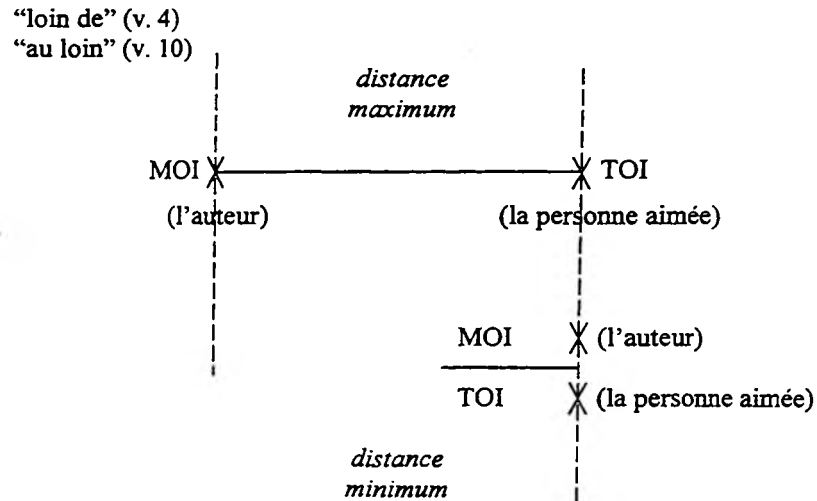 “loin de” (v. 4)
“au loin” (v. 10)
distance
maximum
MOI TOI
(l’auteur) (la personne aimée)
MOI (l’auteur)
TOI (la personne aimée)
distance
minimum